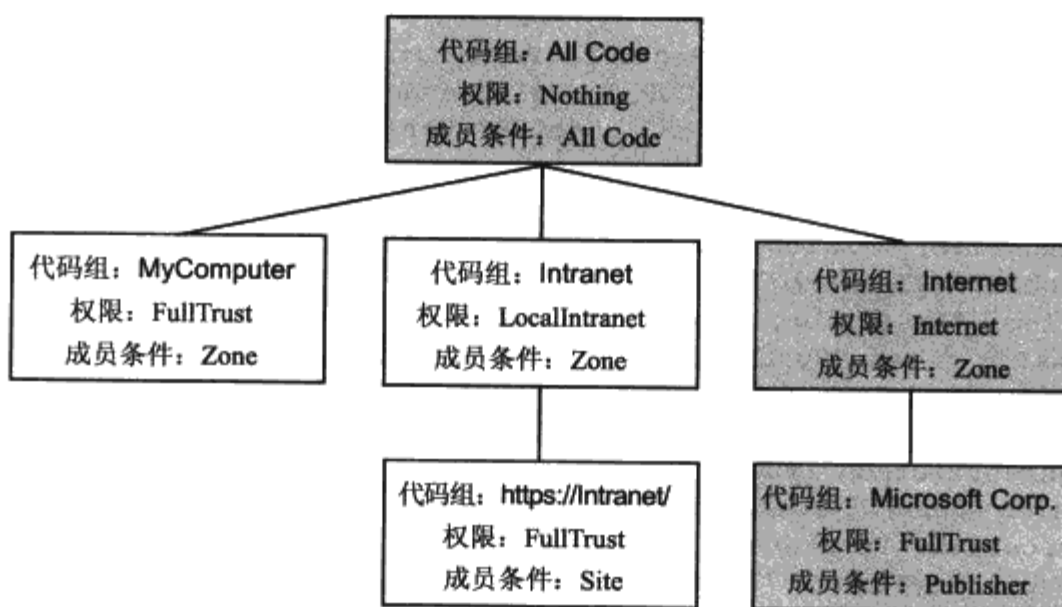 代码组：All Code
权限：Nothing
成员条件：All Code
代码组：MyComputer
权限：FullTrust
成员条件：Zone
代码组：Intranet
权限：LocalIntranet
成员条件：Zone
代码组：Internet
权限：Internet
成员条件：Zone
代码组：https://Intranet/
权限：FullTrust
成员条件：Site
代码组：Microsoft Corp.
权限：FullTrust
成员条件：Publisher